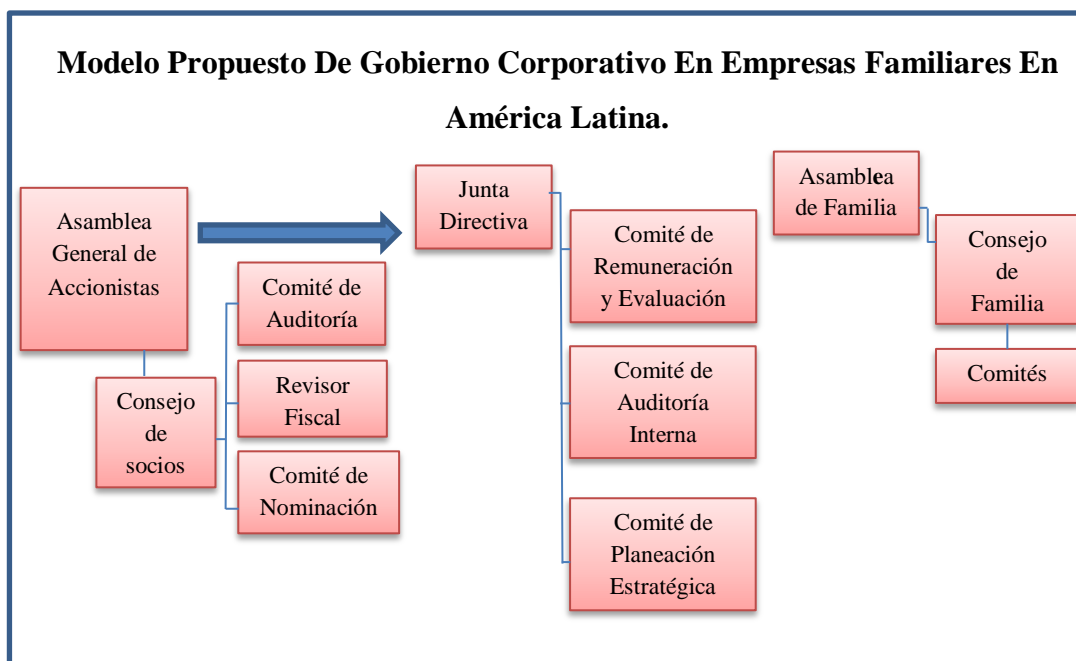 Modelo Propuesto De Gobierno Corporativo En Empresas Familiares En
América Latina.
Asamblea
General de
Accionistas
Consejo
de
socios
Comité de
Auditoría
Revisor
Fiscal
Comité de
Nominación
Junta
Directiva
Comité de
Remuneración
y Evaluación
Comité de
Auditoría
Interna
Comité de
Planeación
Estratégica
Asamblea
de Familia
Consejo
de
Familia
Comités